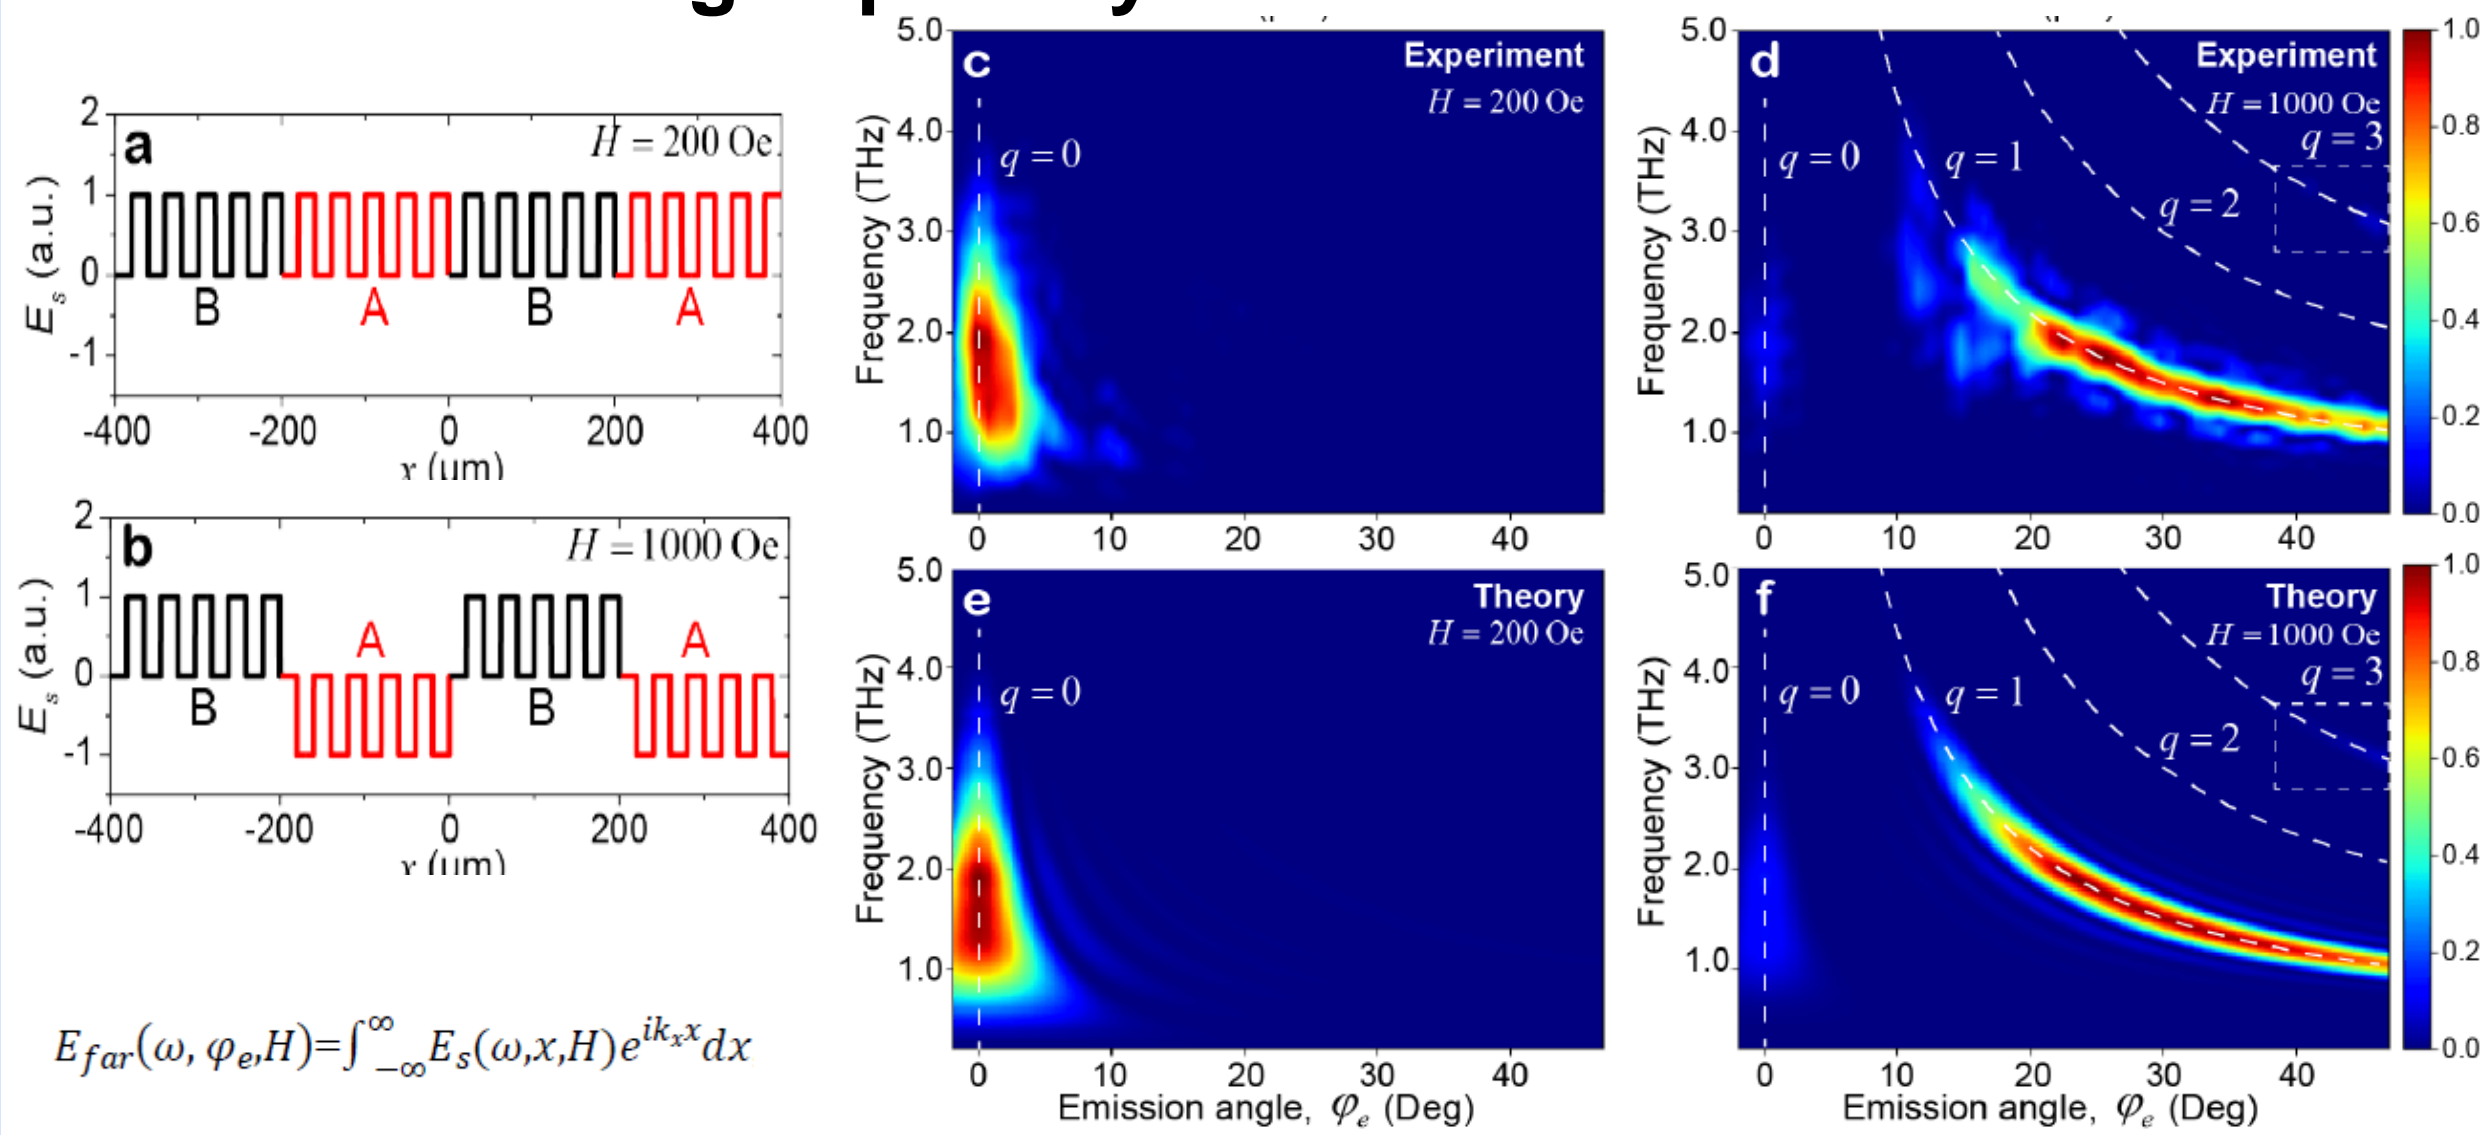 a
H = 200 Oe
2
1
0
-1
E_s (a.u.)
B
A
B
A
-400
-200
0
200
400
x (μm)
b
H = 1000 Oe
2
1
0
-1
E_s (a.u.)
A
A
B
B
-400
-200
0
200
400
x (μm)
E_far(ω, φ_e,H)=∫_{-∞}^{∞} E_s(ω,x,H)e^{ik_x x}dx
c
Experiment
H = 200 Oe
q = 0
Frequency (THz)
5.0
4.0
3.0
2.0
1.0
0
10
20
30
40
d
Experiment
H = 1000 Oe
q = 3
q = 0
q = 1
q = 2
Frequency (THz)
5.0
4.0
3.0
2.0
1.0
0
10
20
30
40
1.0
0.8
0.6
0.4
0.2
0.0
e
Theory
H = 200 Oe
q = 0
Frequency (THz)
5.0
4.0
3.0
2.0
1.0
0
10
20
30
40
Emission angle, φ_e (Deg)
f
Theory
H = 1000 Oe
q = 3
q = 0
q = 1
q = 2
Frequency (THz)
5.0
4.0
3.0
2.0
1.0
0
10
20
30
40
Emission angle, φ_e (Deg)
1.0
0.8
0.6
0.4
0.2
0.0